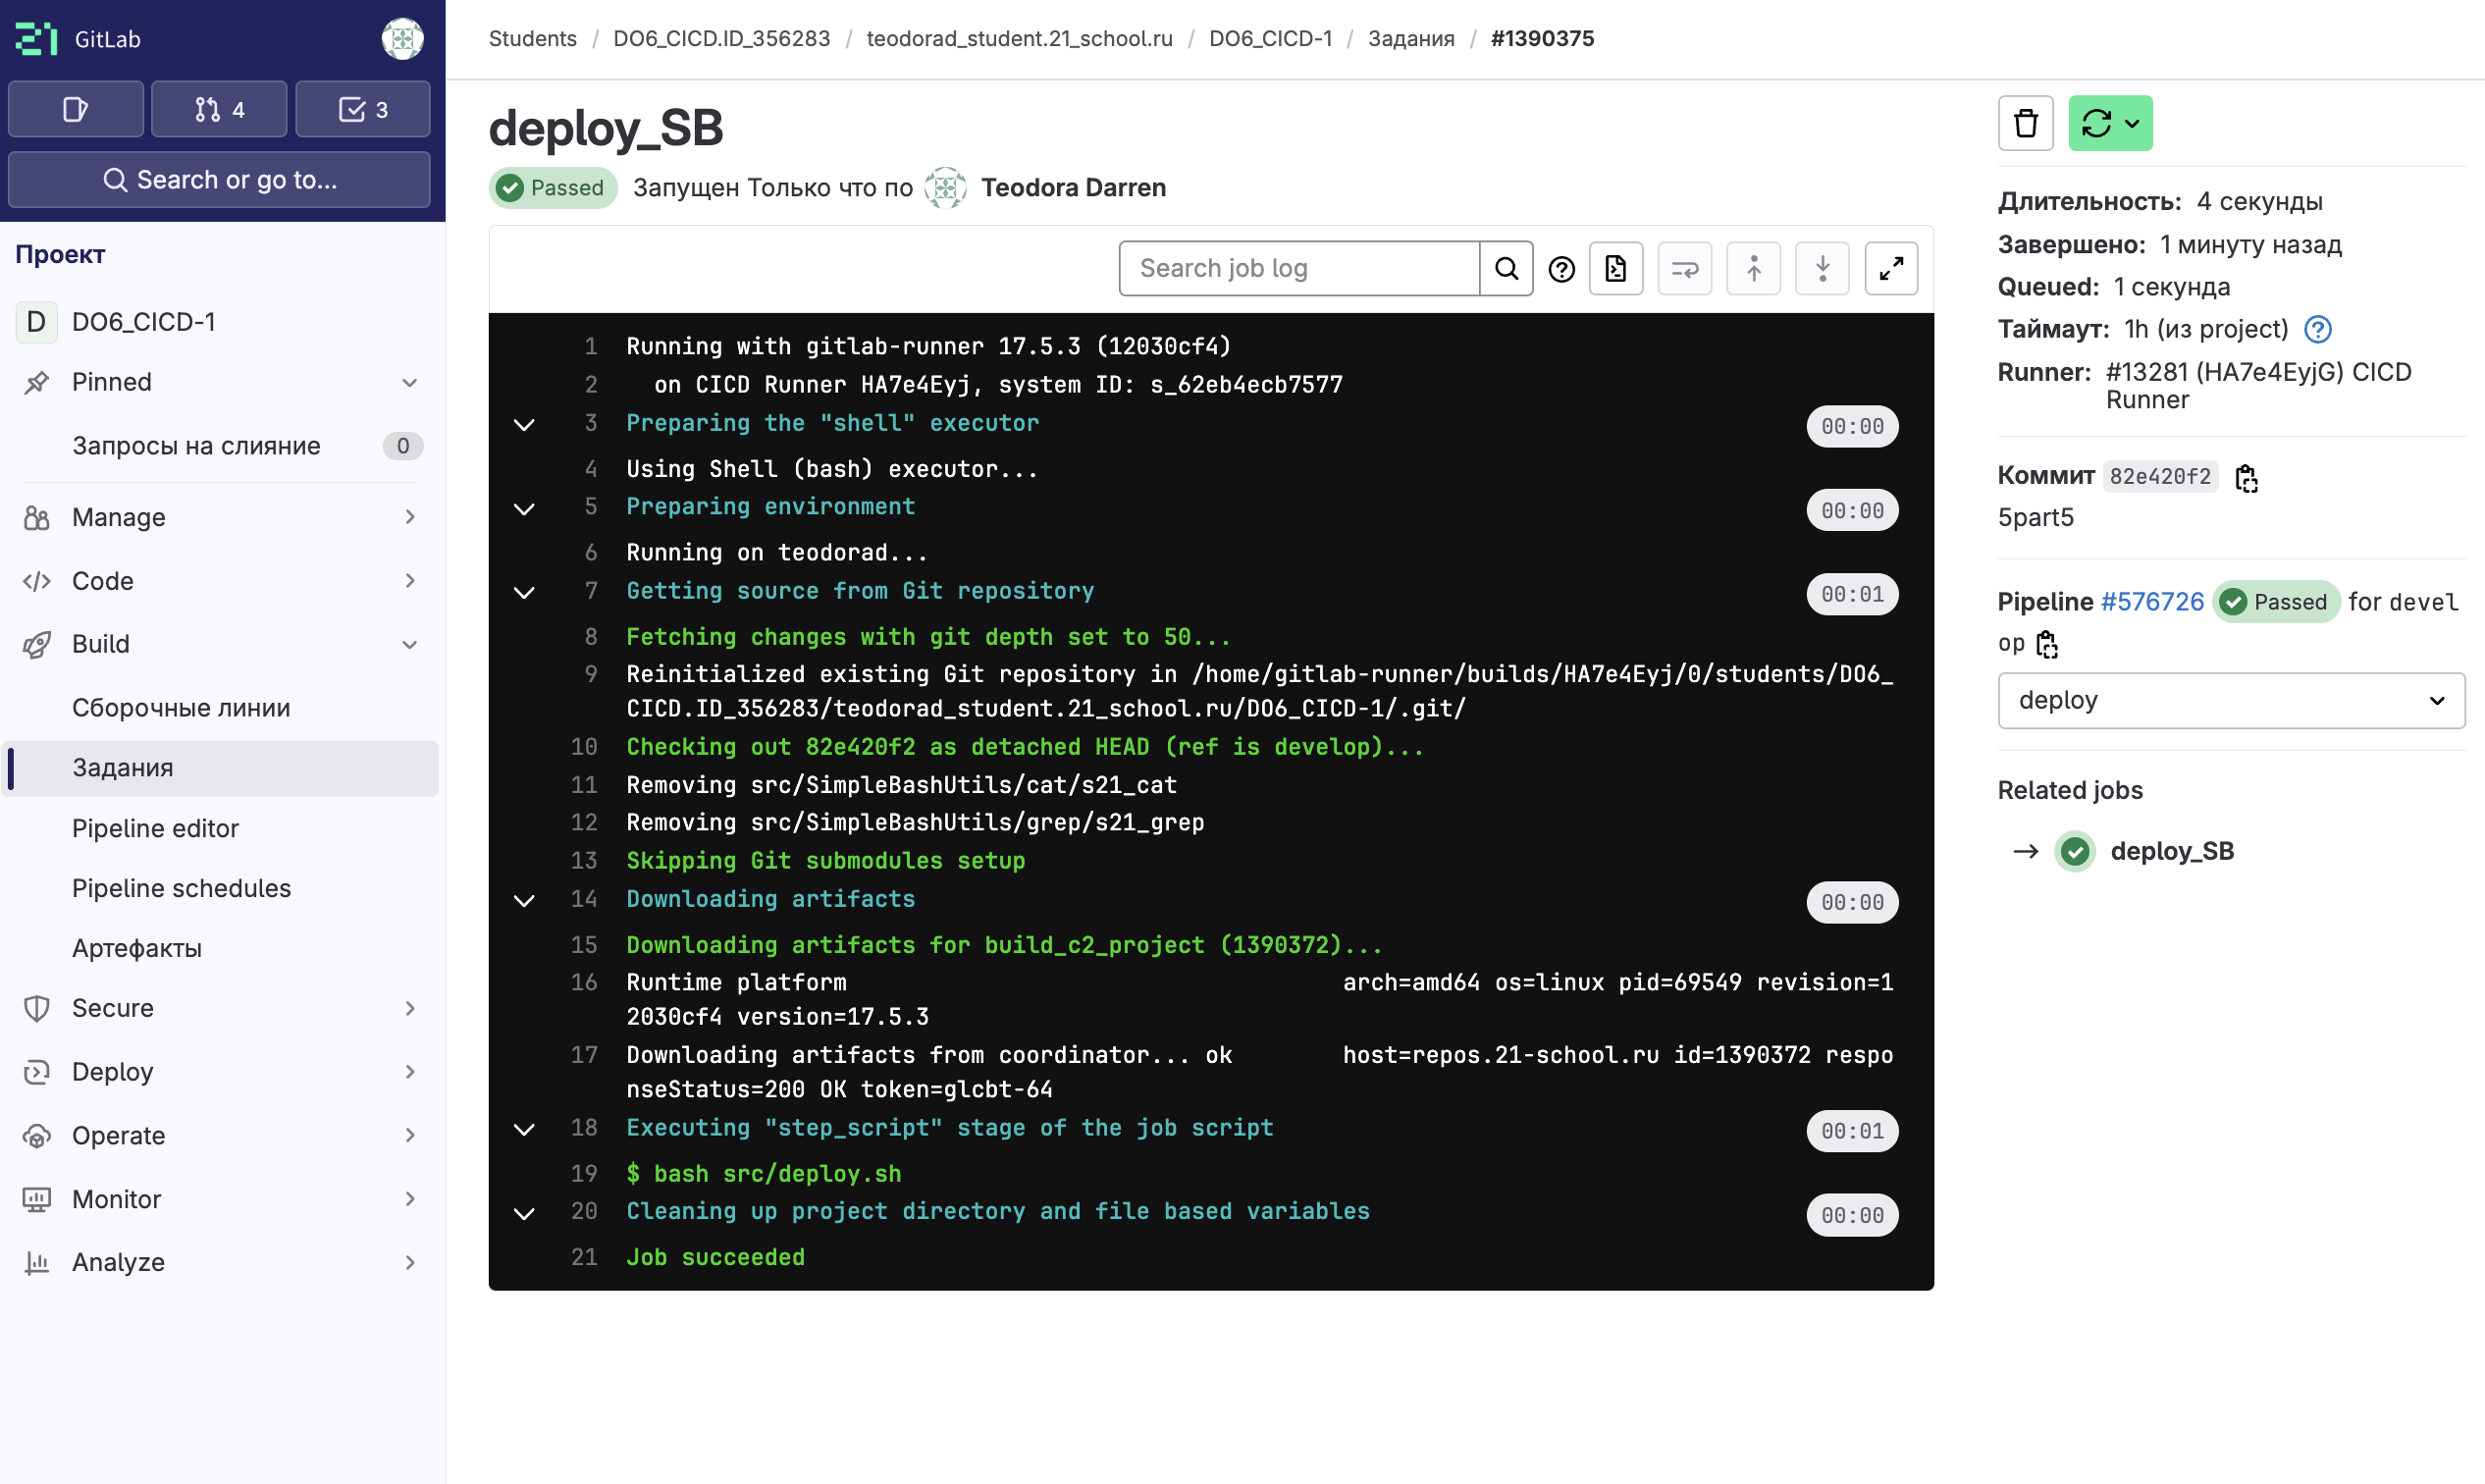 GitLab
4
3
Search or go to...
Проект
D DO6_CICD-1
Pinned
Запросы на слияние 0
Manage
Code
Build
Сборочные линии
Задания
Pipeline editor
Pipeline schedules
Артефакты
Secure
Deploy
Operate
Monitor
Analyze
Students / DO6_CICD.ID_356283 / teodorad_student.21_school.ru / DO6_CICD-1 / Задания / #1390375
deploy_SB
Passed Запущен Только что по Teodora Darren
Search job log
1 Running with gitlab-runner 17.5.3 (12030cf4)
2 on CICD Runner HA7e4Eyj, system ID: s_62eb4ecb7577
3 Preparing the "shell" executor 00:00
4 Using Shell (bash) executor...
5 Preparing environment 00:00
6 Running on teodorad...
7 Getting source from Git repository 00:01
8 Fetching changes with git depth set to 50...
9 Reinitialized existing Git repository in /home/gitlab-runner/builds/HA7e4Eyj/0/students/DO6_
CICD.ID_356283/teodorad_student.21_school.ru/DO6_CICD-1/.git/
10 Checking out 82e420f2 as detached HEAD (ref is develop)...
11 Removing src/SimpleBashUtils/cat/s21_cat
12 Removing src/SimpleBashUtils/grep/s21_grep
13 Skipping Git submodules setup
14 Downloading artifacts 00:00
15 Downloading artifacts for build_c2_project (1390372)...
16 Runtime platform arch=amd64 os=linux pid=69549 revision=1
2030cf4 version=17.5.3
17 Downloading artifacts from coordinator... ok host=repos.21-school.ru id=1390372 respo
nseStatus=200 OK token=glcbt-64
18 Executing "step_script" stage of the job script 00:01
19 $ bash src/deploy.sh
20 Cleaning up project directory and file based variables 00:00
21 Job succeeded
Длительность: 4 секунды
Завершено: 1 минуту назад
Queued: 1 секунда
Таймаут: 1h (из project)
Runner: #13281 (HA7e4EyjG) CICD
Runner
Коммит 82e420f2
5part5
Pipeline #576726 Passed for devel
op
deploy
Related jobs
deploy_SB